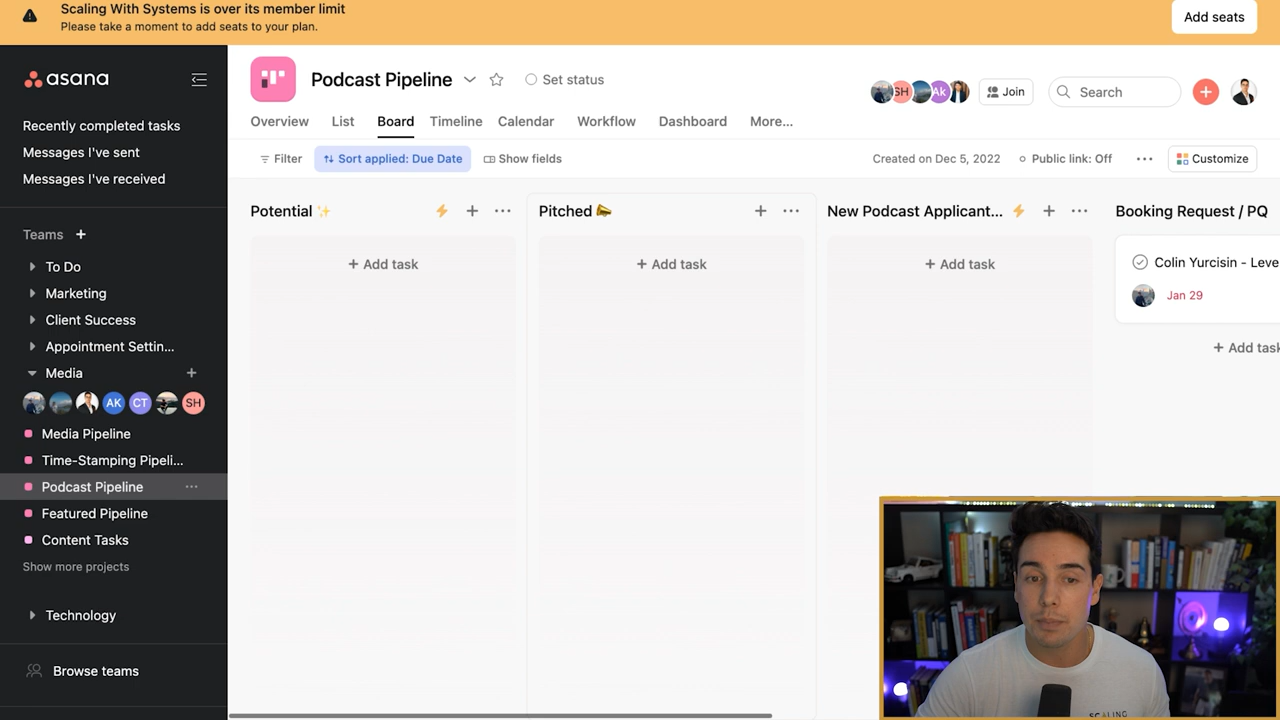 Scaling With Systems is over its member limit
Please take a moment to add seats to your plan.
Add seats
asana
Recently completed tasks
Messages I've sent
Messages I've received
Teams +
To Do
Marketing
Client Success
Appointment Settin...
Media
AK
CT
SH
Media Pipeline
Time-Stamping Pipeli...
Podcast Pipeline
Featured Pipeline
Content Tasks
Show more projects
Technology
Browse teams
Podcast Pipeline
Set status
SH
Ak
Join
Search
Overview
List
Board
Timeline
Calendar
Workflow
Dashboard
More...
Filter
Sort applied: Due Date
Show fields
Created on Dec 5, 2022
Public link: Off
Customize
Potential
Pitched
New Podcast Applicant...
Booking Request / PQ
+ Add task
+ Add task
+ Add task
Colin Yurcisin - Leve
Jan 29
+ Add task
SCALING